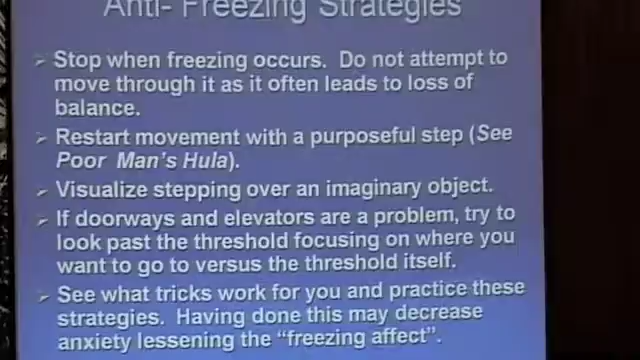 Anti- Freezing Strategies
Stop when freezing occurs. Do not attempt to
move through it as it often leads to loss of
balance.
Restart movement with a purposeful step (See
Poor Man's Hula).
Visualize stepping over an imaginary object.
If doorways and elevators are a problem, try to
look past the threshold focusing on where you
want to go to versus the threshold itself.
See what tricks work for you and practice these
strategies. Having done this may decrease
anxiety lessening the "freezing affect".